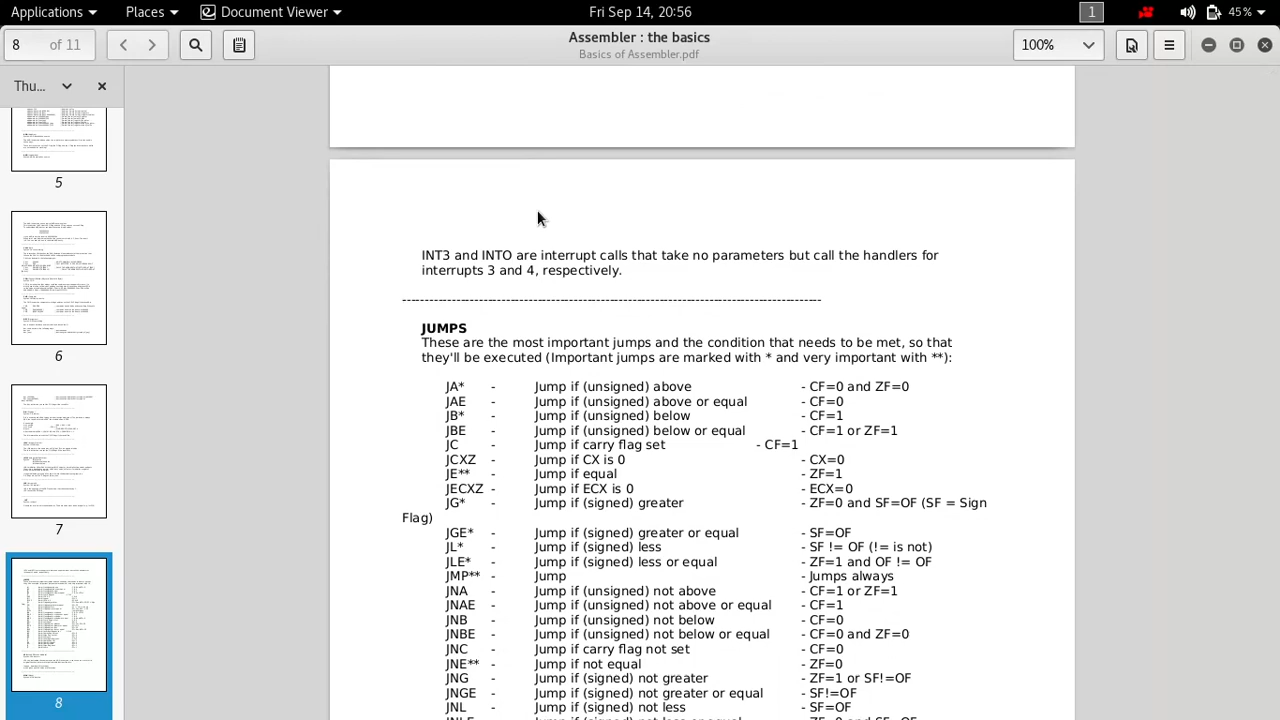 Applications Places Document Viewer Fri Sep 14, 20:56 1 45%
8 of 11 Assembler : the basics 100%
Basics of Assembler.pdf
Thu...
5
6
7
8
INT3 and INTO are interrupt calls that take no parameters but call the handlers for
interrupts 3 and 4, respectively.
JUMPS
These are the most important jumps and the condition that needs to be met, so that
they'll be executed (Important jumps are marked with * and very important with **):
JA* - Jump if (unsigned) above - CF=0 and ZF=0
JAE - Jump if (unsigned) above or equal - CF=0
JB* - Jump if (unsigned) below - CF=1
JBE - Jump if (unsigned) below or equal - CF=1 or ZF=1
JC - Jump if carry flag set - CF=1
JCXZ - Jump if CX is 0 - CX=0
JE** - Jump if equal - ZF=1
JECXZ - Jump if ECX is 0 - ECX=0
JG* - Jump if (signed) greater - ZF=0 and SF=OF (SF = Sign
Flag)
JGE* - Jump if (signed) greater or equal - SF=OF
JL* - Jump if (signed) less - SF != OF (!= is not)
JLE* - Jump if (signed) less or equal - ZF=1 and OF != OF
JMP** - Jump - Jumps always
JNA - Jump if (unsigned) not above - CF=1 or ZF=1
JNAE - Jump if (unsigned) not above or equal - CF=1
JNB - Jump if (unsigned) not below - CF=0
JNBE - Jump if (unsigned) not below or equal - CF=0 and ZF=0
JNC - Jump if carry flag not set - CF=0
JNE** - Jump if not equal - ZF=0
JNG - Jump if (signed) not greater - ZF=1 or SF!=OF
JNGE - Jump if (signed) not greater or equal - SF!=OF
JNL - Jump if (signed) not less - SF=OF